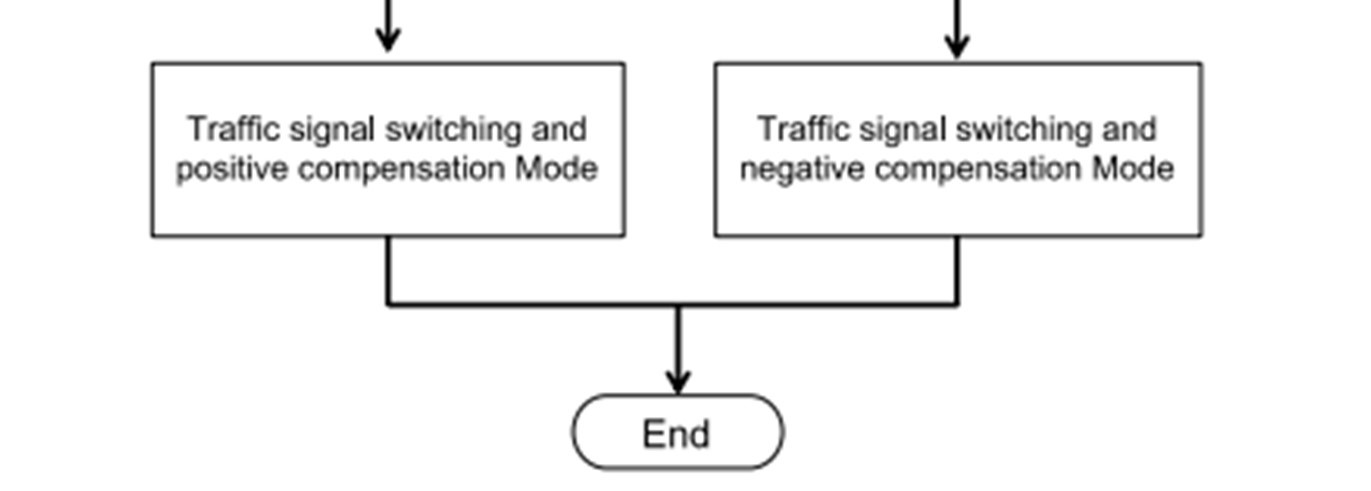 Traffic signal switching and
positive compensation Mode
Traffic signal switching and
negative compensation Mode
End